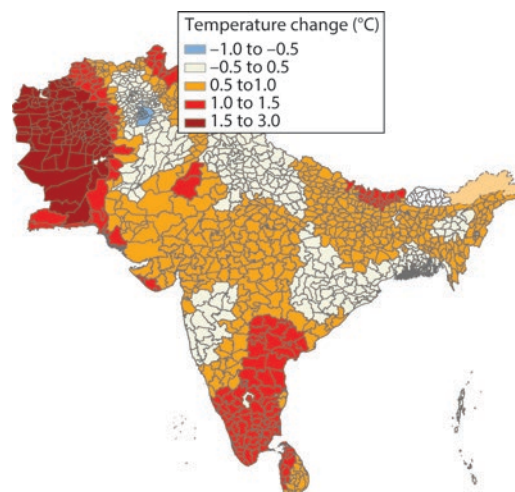 Temperature change (°C)
–1.0 to –0.5
–0.5 to 0.5
0.5 to1.0
1.0 to 1.5
1.5 to 3.0